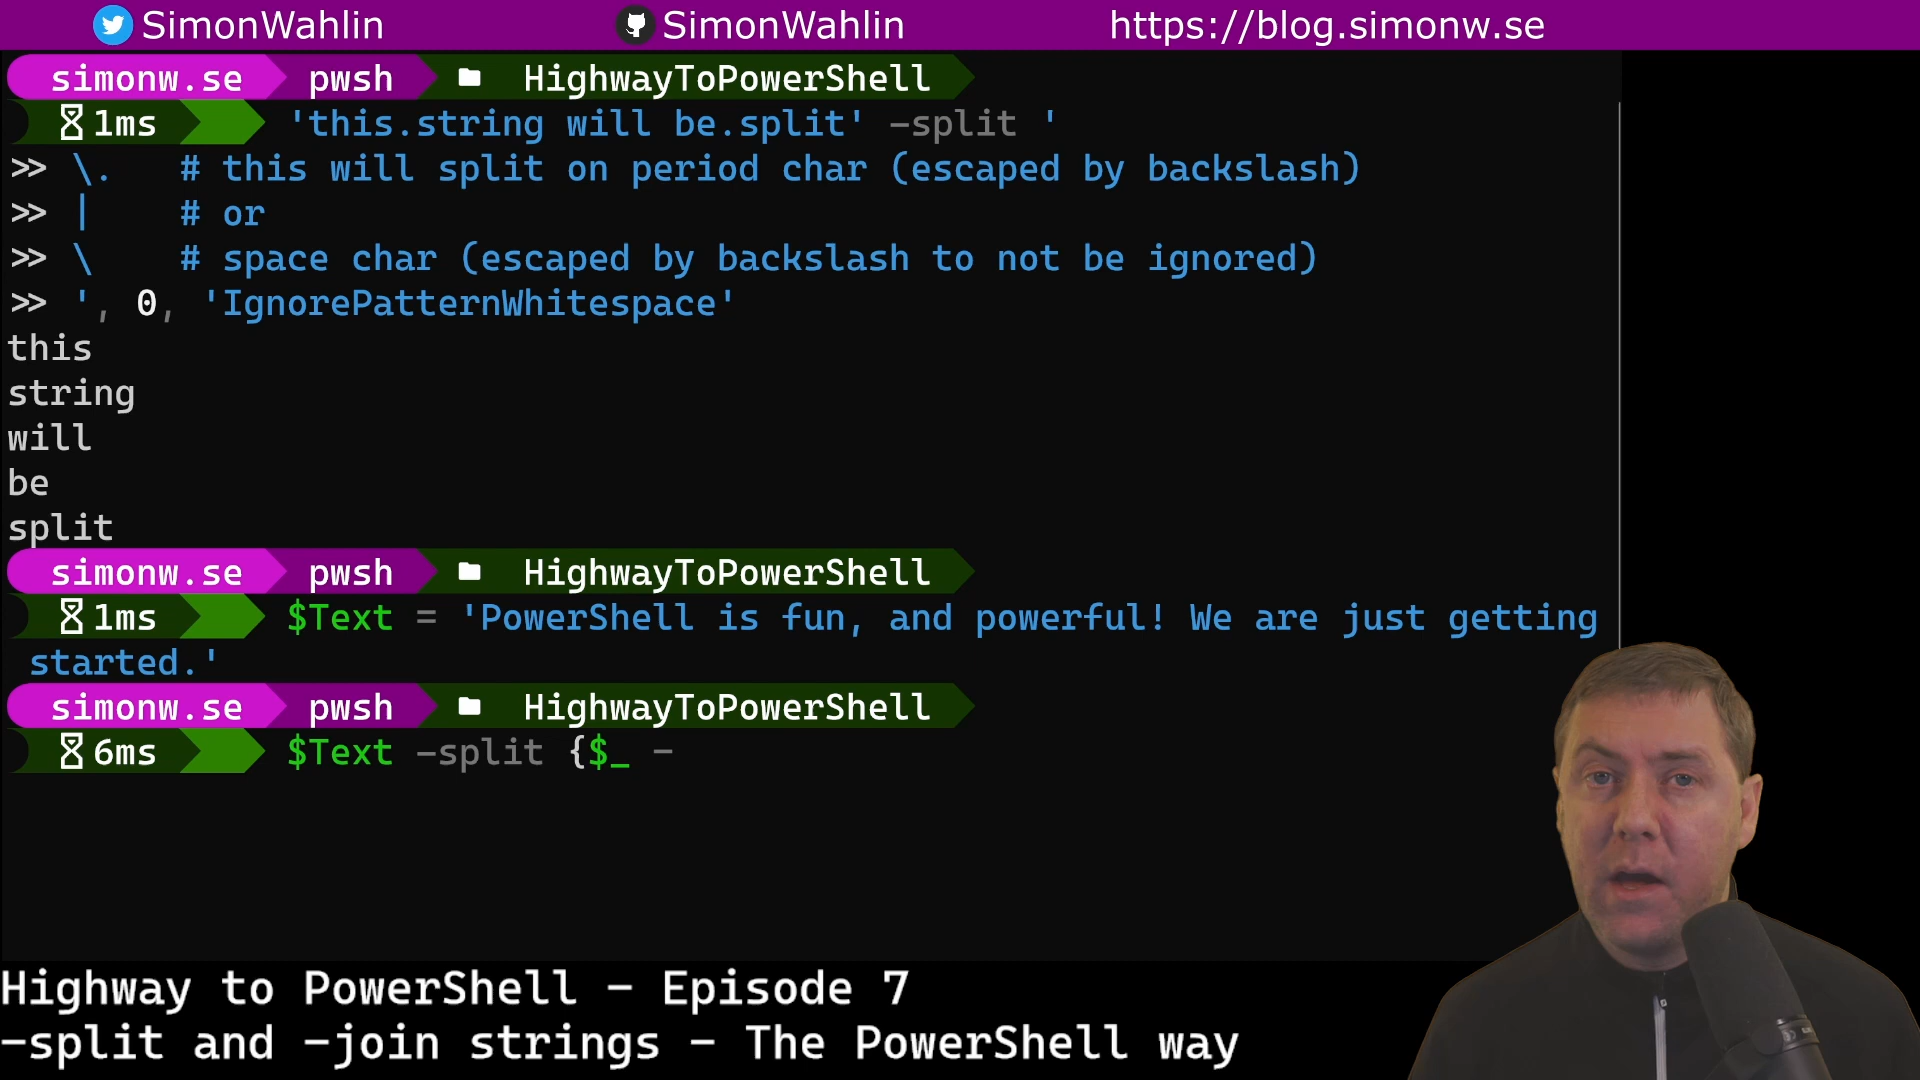 SimonWahlin SimonWahlin https://blog.simonw.se
simonw.se pwsh HighwayToPowerShell
1ms 'this.string will be.split' -split '
>> \.   # this will split on period char (escaped by backslash)
>> |    # or
>> \    # space char (escaped by backslash to not be ignored)
>> ', 0, 'IgnorePatternWhitespace'
this
string
will
be
split
simonw.se pwsh HighwayToPowerShell
1ms $Text = 'PowerShell is fun, and powerful! We are just getting
started.'
simonw.se pwsh HighwayToPowerShell
6ms $Text -split {$_ -
Highway to PowerShell - Episode 7
-split and -join strings - The PowerShell way